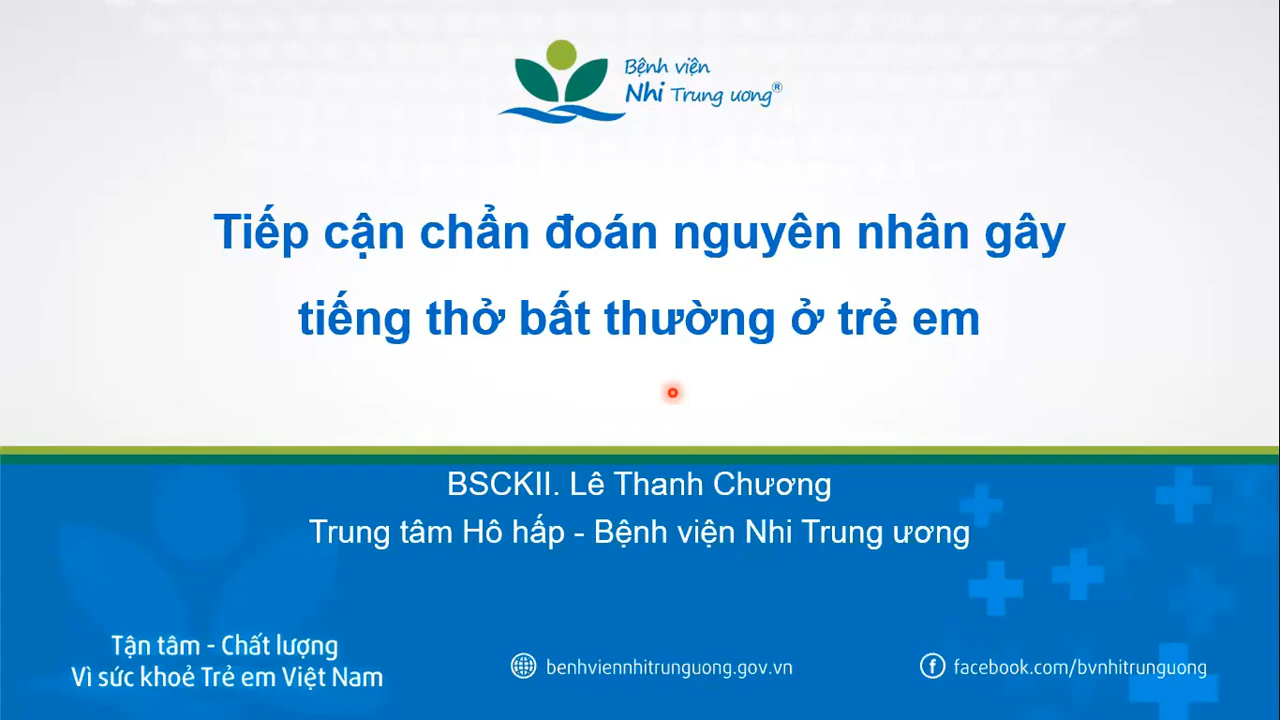 Bệnh viện
Nhi Trung ương®
Tiếp cận chẩn đoán nguyên nhân gây
tiếng thở bất thường ở trẻ em
BSCKII. Lê Thanh Chương
Trung tâm Hô hấp - Bệnh viện Nhi Trung ương
Tận tâm - Chất lượng
Vì sức khoẻ Trẻ em Việt Nam
benhviennhitrunguong.gov.vn
facebook.com/bvnhitrunguong